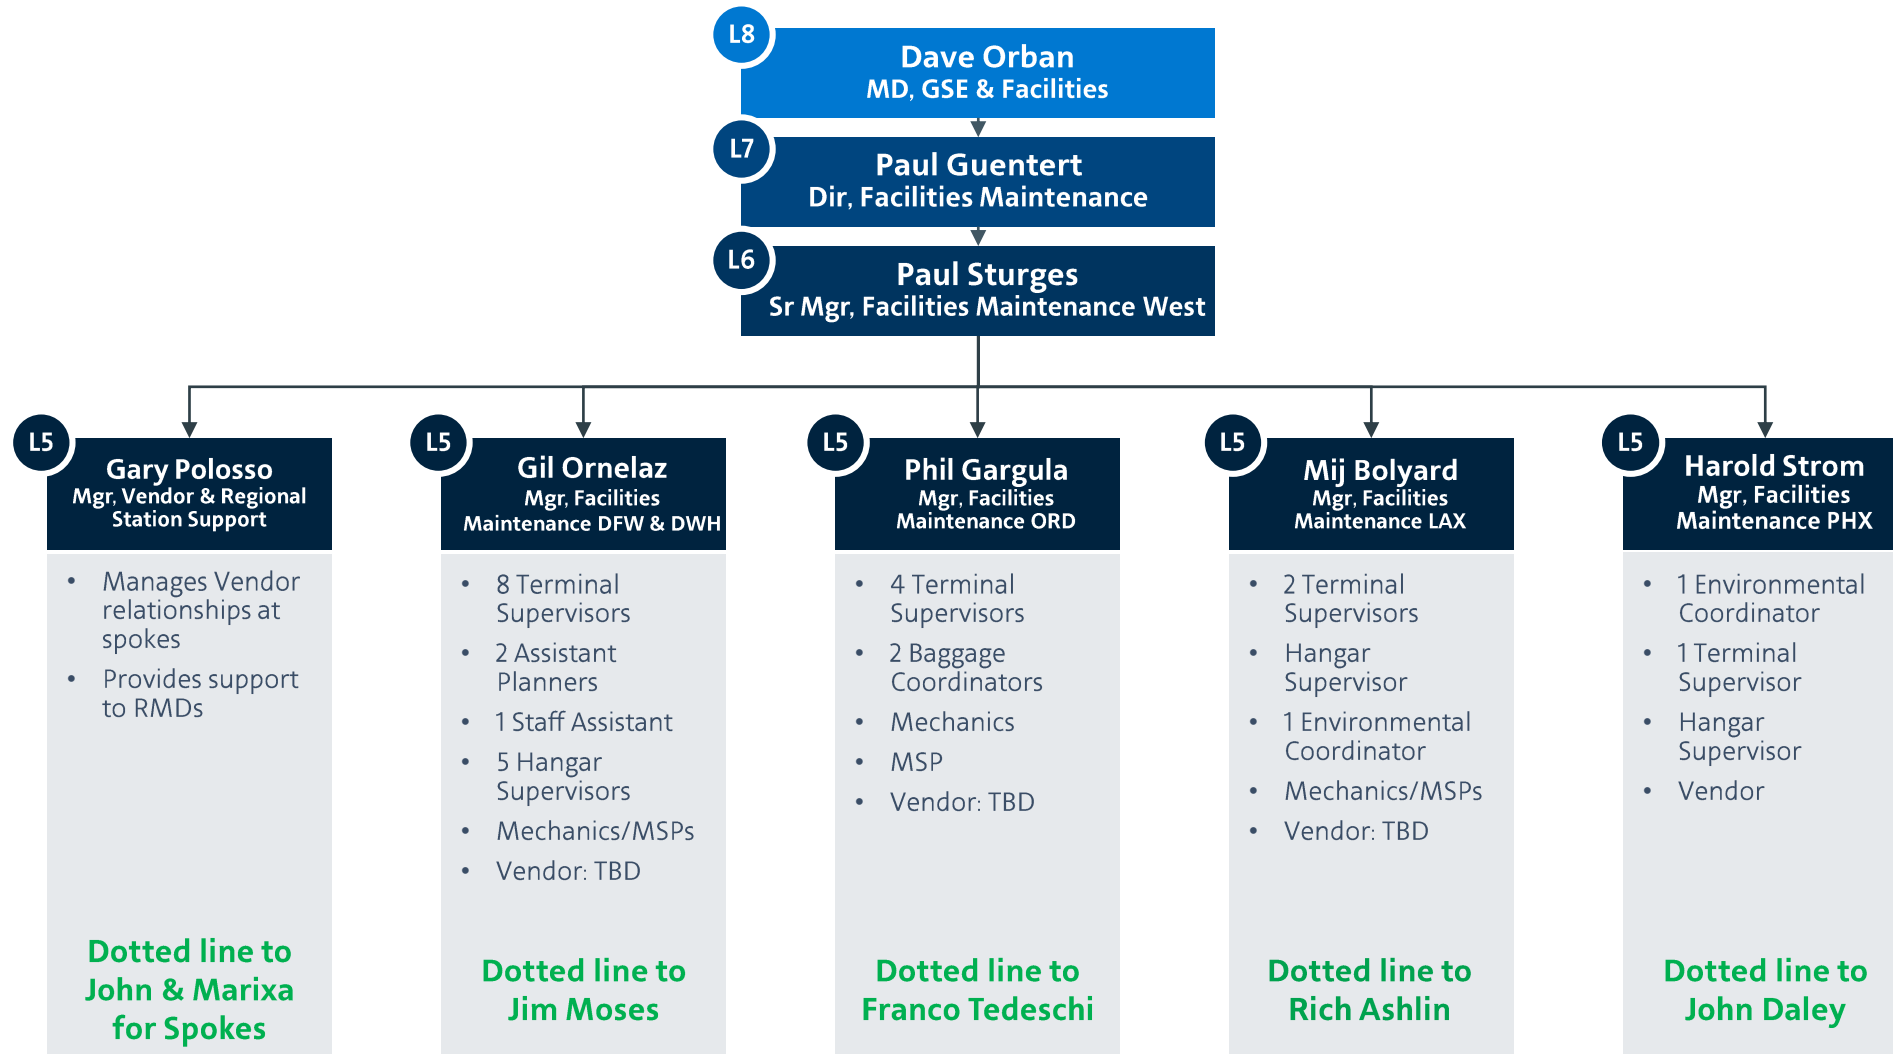 L8
Dave Orban
MD, GSE & Facilities
L7
Paul Guentert
Dir, Facilities Maintenance
L6
Paul Sturges
Sr Mgr, Facilities Maintenance West
L5
Gary Polosso
Mgr, Vendor & Regional
Station Support
• Manages Vendor
relationships at
spokes
• Provides support
to RMDs
Dotted line to
John & Marixa
for Spokes
L5
Gil Ornelaz
Mgr, Facilities
Maintenance DFW & DWH
• 8 Terminal
Supervisors
• 2 Assistant
Planners
• 1 Staff Assistant
• 5 Hangar
Supervisors
• Mechanics/MSPs
• Vendor: TBD
Dotted line to
Jim Moses
L5
Phil Gargula
Mgr, Facilities
Maintenance ORD
• 4 Terminal
Supervisors
• 2 Baggage
Coordinators
• Mechanics
• MSP
• Vendor: TBD
Dotted line to
Franco Tedeschi
L5
Mij Bolyard
Mgr, Facilities
Maintenance LAX
• 2 Terminal
Supervisors
• Hangar
Supervisor
• 1 Environmental
Coordinator
• Mechanics/MSPs
• Vendor: TBD
Dotted line to
Rich Ashlin
L5
Harold Strom
Mgr, Facilities
Maintenance PHX
• 1 Environmental
Coordinator
• 1 Terminal
Supervisor
• Hangar
Supervisor
• Vendor
Dotted line to
John Daley